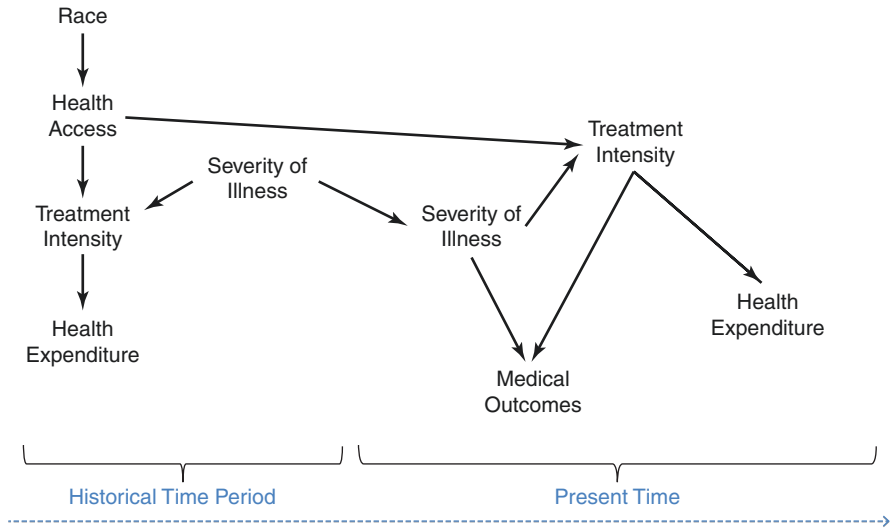 Race
Health
Access
Treatment
Intensity
Severity of
Illness
Treatment
Intensity
Severity of
Illness
Health
Expenditure
Health
Expenditure
Medical
Outcomes
Historical Time Period
Present Time